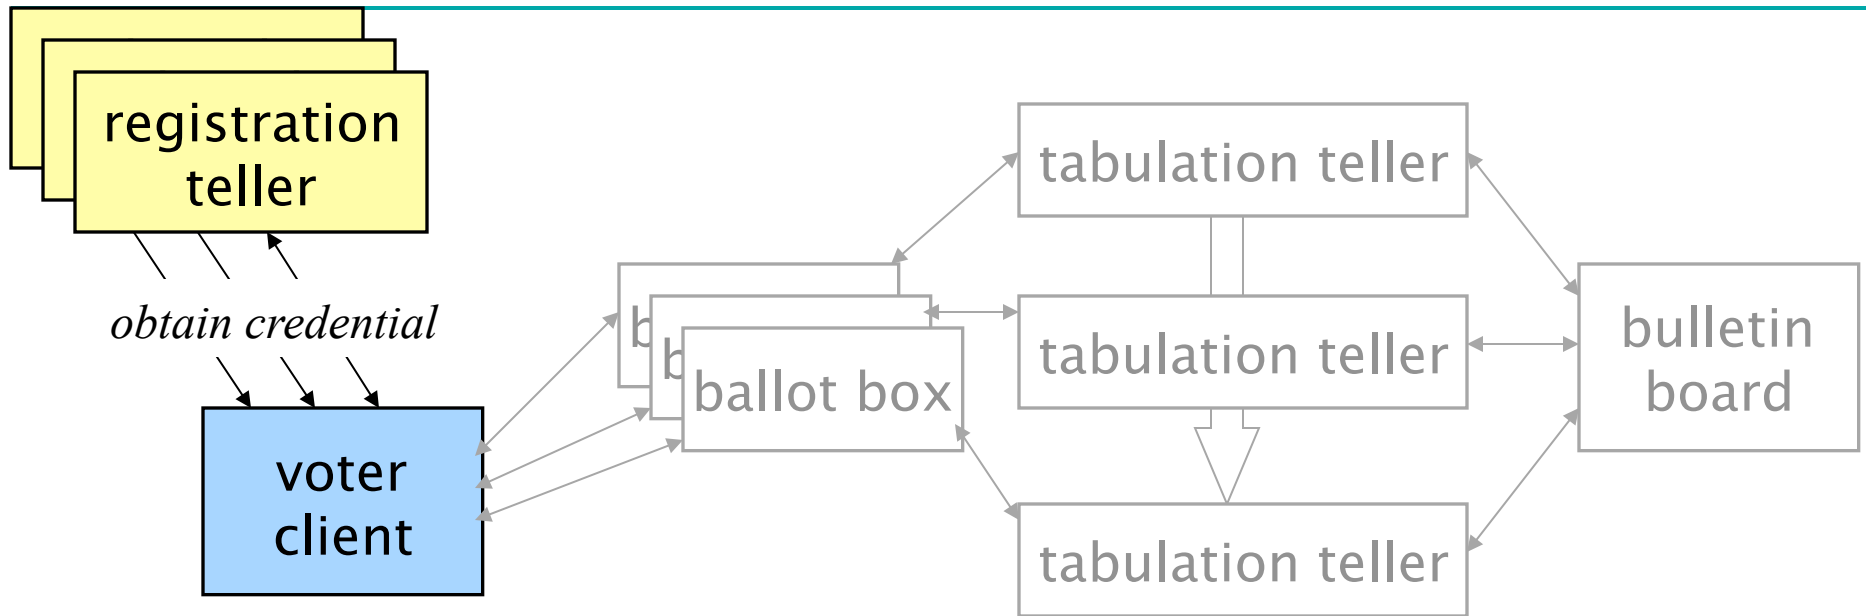 registration
teller
obtain credential
voter
client
b
b
ballot box
tabulation teller
tabulation teller
tabulation teller
bulletin
board